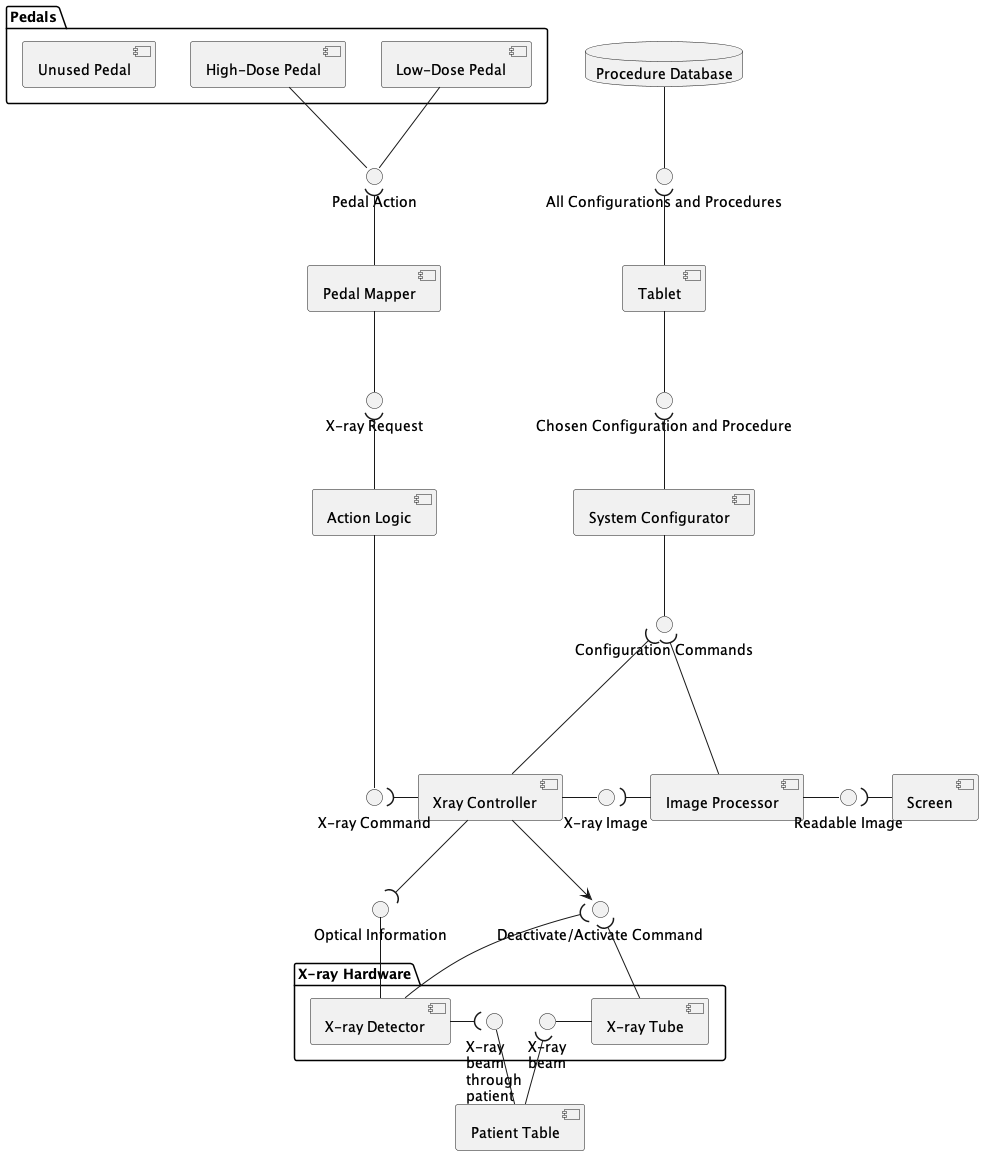 Pedals
Unused Pedal
High-Dose Pedal
Low-Dose Pedal
Procedure Database
Pedal Action
All Configurations and Procedures
Pedal Mapper
Tablet
X-ray Request
Chosen Configuration and Procedure
Action Logic
System Configurator
Configuration Commands
Xray Controller
Image Processor
Screen
X-ray Command
X-ray Image
Readable Image
Optical Information
Deactivate/Activate Command
X-ray Hardware
X-ray Detector
X-ray Tube
X-ray
beam
through
patient
X-ray
beam
Patient Table